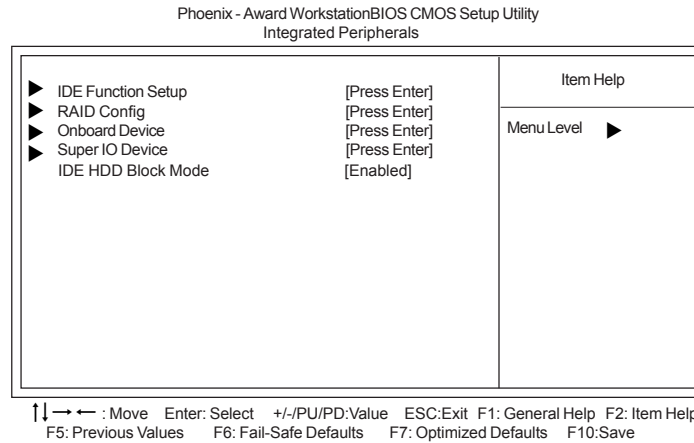 Phoenix - Award WorkstationBIOS CMOS Setup Utility
Integrated Peripherals
IDE Function Setup [Press Enter]
RAID Config [Press Enter]
Onboard Device [Press Enter]
Super IO Device [Press Enter]
IDE HDD Block Mode [Enabled]
Item Help
Menu Level
: Move Enter: Select +/-/PU/PD:Value ESC:Exit F1: General Help F2: Item Help
F5: Previous Values F6: Fail-Safe Defaults F7: Optimized Defaults F10:Save